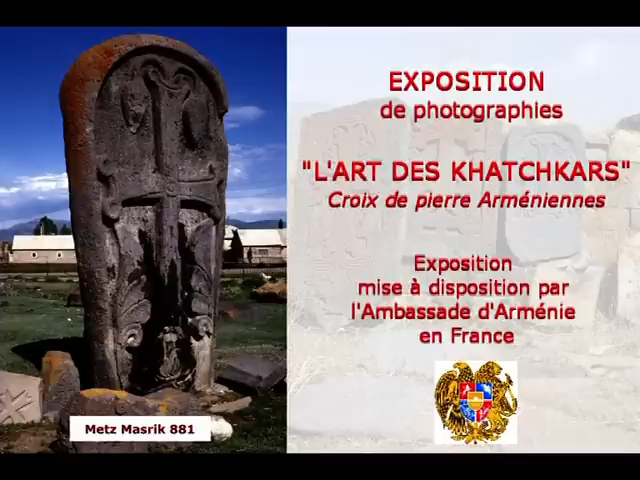 EXPOSITION
de photographies
"L'ART DES KHATCHKARS"
Croix de pierre Arméniennes
Exposition
mise à disposition par
l'Ambassade d'Arménie
en France
Metz Masrik 881